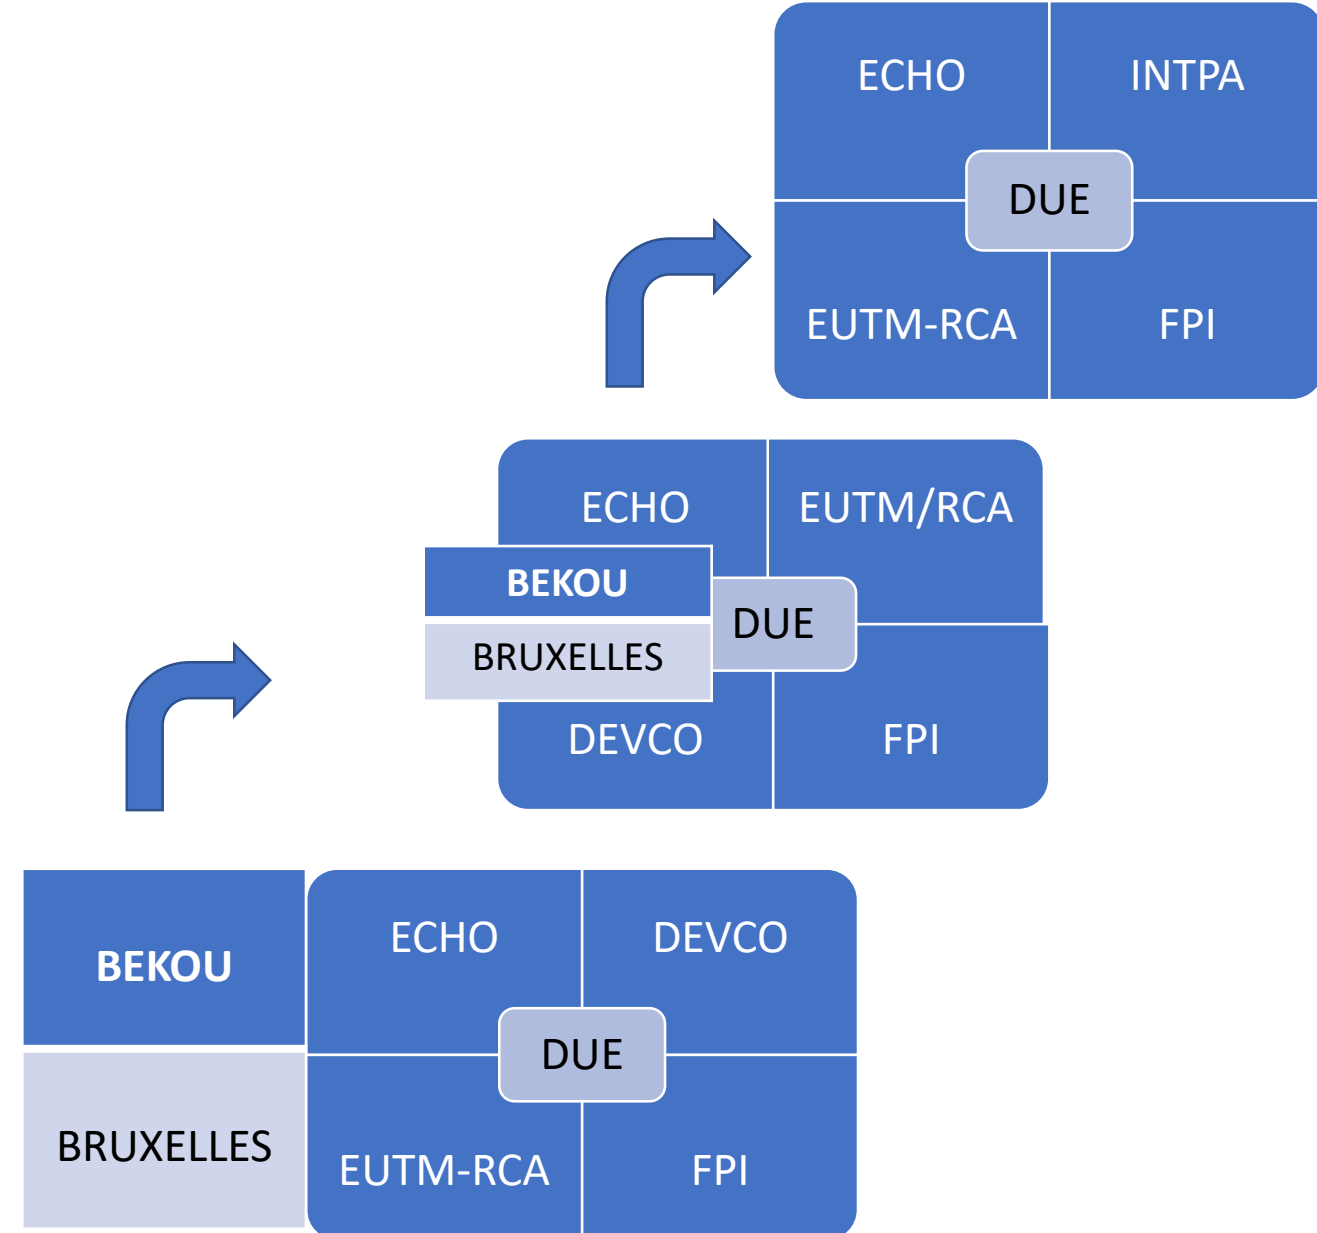 ECHO
INTPA
DUE
EUTM-RCA
FPI
ECHO
EUTM/RCA
BEKOU
DUE
BRUXELLES
DEVCO
FPI
BEKOU
BRUXELLES
ECHO
DEVCO
DUE
EUTM-RCA
FPI